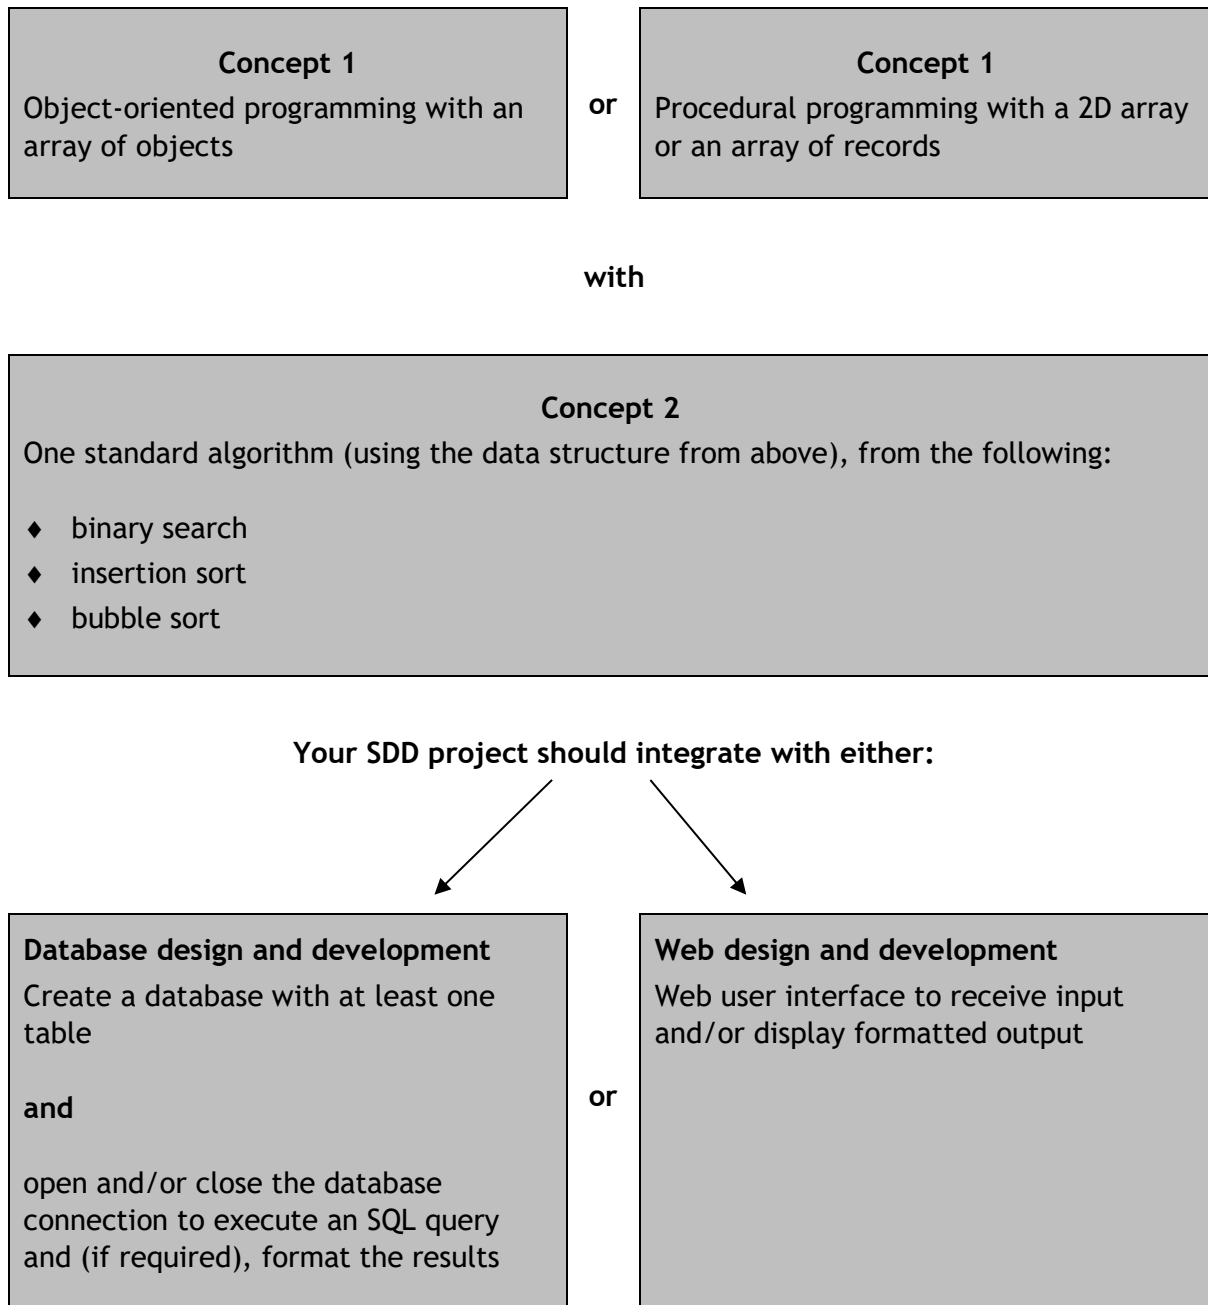 Concept 1
Object-oriented programming with an
array of objects
or
Concept 1
Procedural programming with a 2D array
or an array of records
with
Concept 2
One standard algorithm (using the data structure from above), from the following:
♦ binary search
♦ insertion sort
♦ bubble sort
Your SDD project should integrate with either:
Database design and development
Create a database with at least one
table
and
open and/or close the database
connection to execute an SQL query
and (if required), format the results
or
Web design and development
Web user interface to receive input
and/or display formatted output